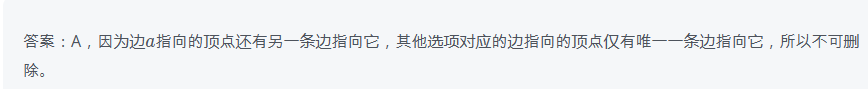 答案：A，因为边a指向的顶点还有另一条边指向它，其他选项对应的边指向的顶点仅有唯一一条边指向它，所以不可删
除。